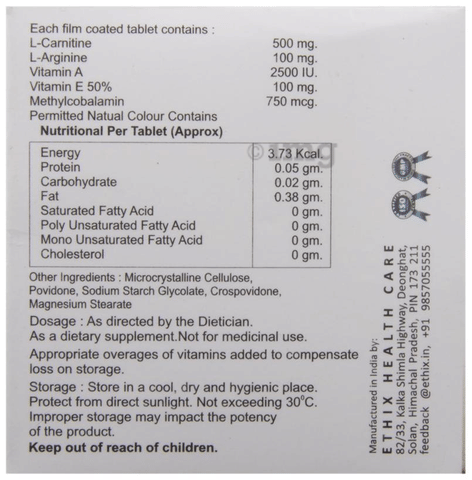 Each film coated tablet contains :
L-Carnitine 500 mg.
L-Arginine 100 mg.
Vitamin A 2500 IU.
Vitamin E 50% 100 mg.
Methylcobalamin 750 mcg.
Permitted Natual Colour Contains
Nutritional Per Tablet (Approx)
Energy 3.73 Kcal.
Protein 0.05 gm.
Carbohydrate 0.02 gm.
Fat 0.38 gm.
Saturated Fatty Acid 0 gm.
Poly Unsaturated Fatty Acid 0 gm.
Mono Unsaturated Fatty Acid 0 gm.
Cholesterol 0 gm.
Other Ingredients : Microcrystalline Cellulose,
Povidone, Sodium Starch Glycolate, Crospovidone,
Magnesium Stearate
Dosage : As directed by the Dietician.
As a dietary supplement.Not for medicinal use.
Appropriate overages of vitamins added to compensate
loss on storage.
Storage : Store in a cool, dry and hygienic place.
Protect from direct sunlight. Not exceeding 30°C.
Improper storage may impact the potency
of the product.
Keep out of reach of children.
Manufactured in India by:
ETHIX HEALTH CARE
82/33, Kalka Shimla Highway, Deonghat,
Solan, Himachal Pradesh, PIN 173 211
feedback @ethix.in, +91 9857055555
ISO
GMP